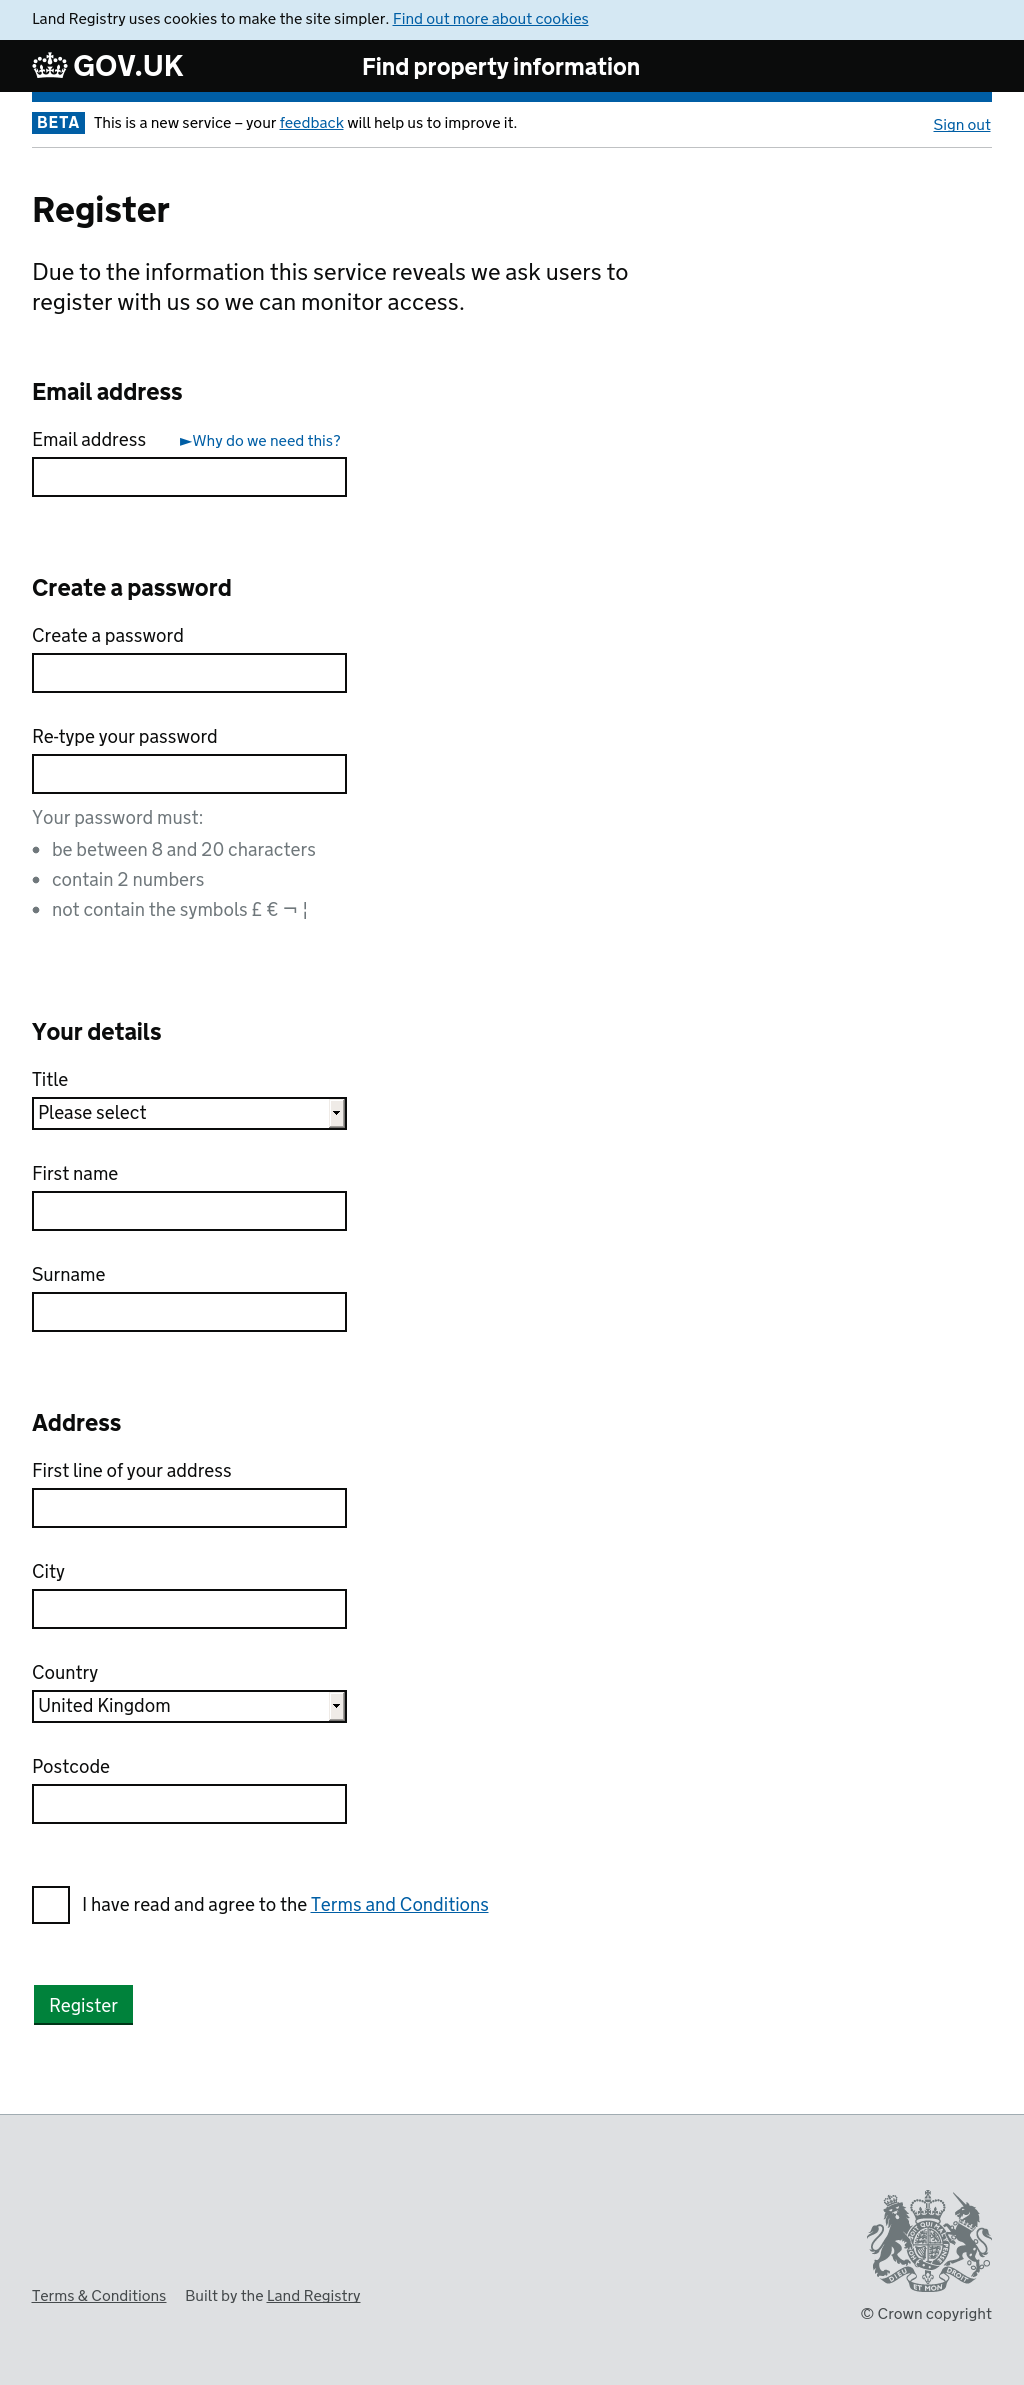 Land Registry uses cookies to make the site simpler. Find out more about cookies
GOV.UK
Find property information
BETA This is a new service – your feedback will help us to improve it.
Sign out
Register
Due to the information this service reveals we ask users to
register with us so we can monitor access.
Email address
Email address ►Why do we need this?
Create a password
Create a password
Re-type your password
Your password must:
• be between 8 and 20 characters
• contain 2 numbers
• not contain the symbols £ € ¬ ¦
Your details
Title
Please select
First name
Surname
Address
First line of your address
City
Country
United Kingdom
Postcode
I have read and agree to the Terms and Conditions
Register
DIEU ET MON DROIT
Terms & Conditions Built by the Land Registry
© Crown copyright